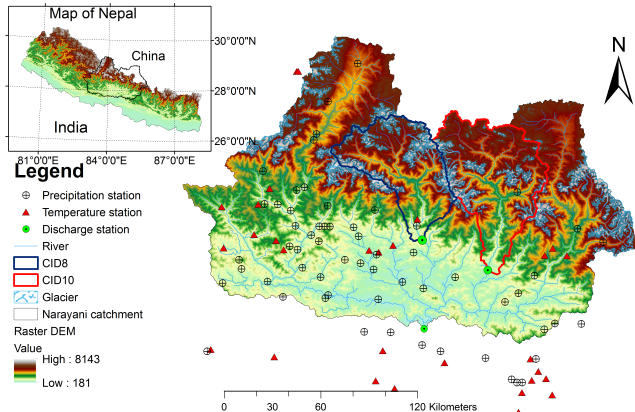 Map of Nepal
China
India
30°0'0"N
28°0'0"N
26°0'0"N
81°0'0"E
84°0'0"E
87°0'0"E
N
Legend
Precipitation station
Temperature station
Discharge station
River
CID8
CID10
Glacier
Narayani catchment
Raster DEM
Value
High : 8143
Low : 181
0 15 30 60 90 120 Kilometers